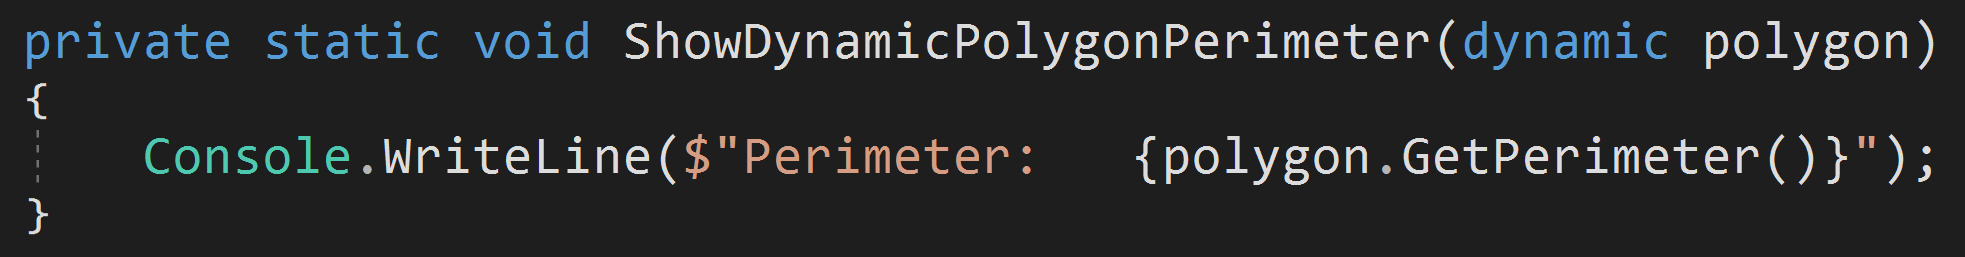 private static void ShowDynamicPolygonPerimeter(dynamic polygon)
{
    Console.WriteLine($"Perimeter:   {polygon.GetPerimeter()}");
}